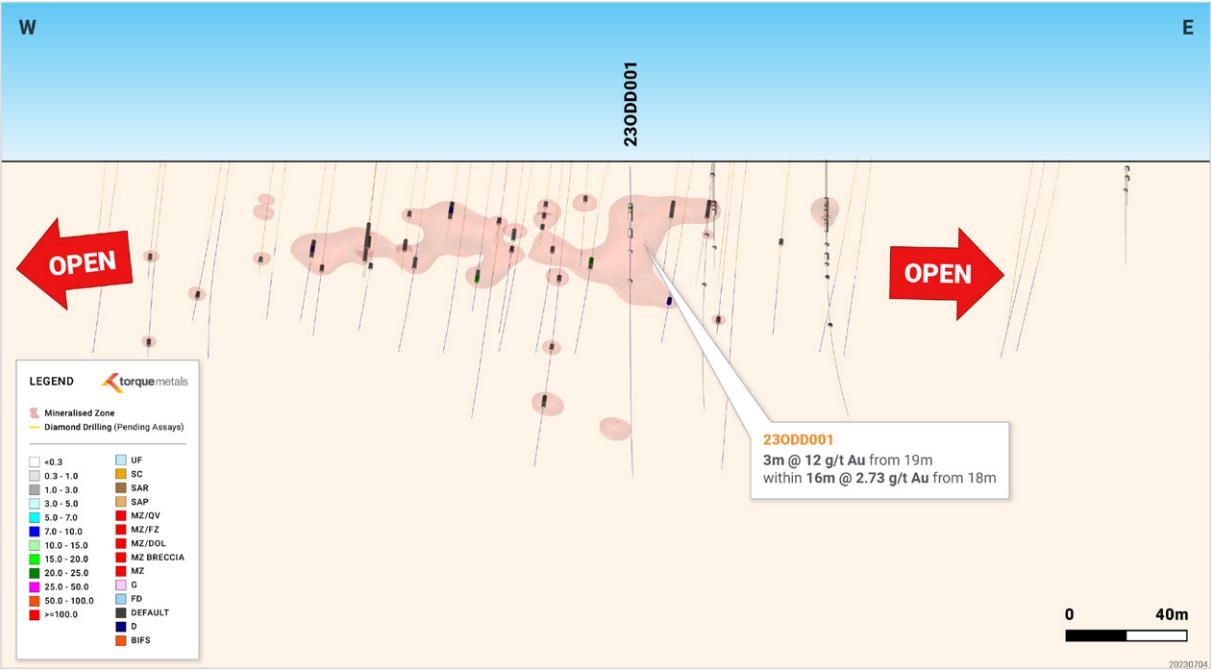 W
E
23ODD001
OPEN
OPEN
LEGEND
torquemetals
Mineralised Zone
Diamond Drilling (Pending Assays)
<0.3
0.3 - 1.0
1.0 - 3.0
3.0 - 5.0
5.0 - 7.0
7.0 - 10.0
10.0 - 15.0
15.0 - 20.0
20.0 - 25.0
25.0 - 50.0
50.0 - 100.0
>=100.0
UF
SC
SAR
SAP
MZ/QV
MZ/FZ
MZ/DOL
MZ BRECCIA
MZ
G
FD
DEFAULT
D
BIFS
23ODD001
3m @ 12 g/t Au from 19m
within 16m @ 2.73 g/t Au from 18m
0 40m
20230704